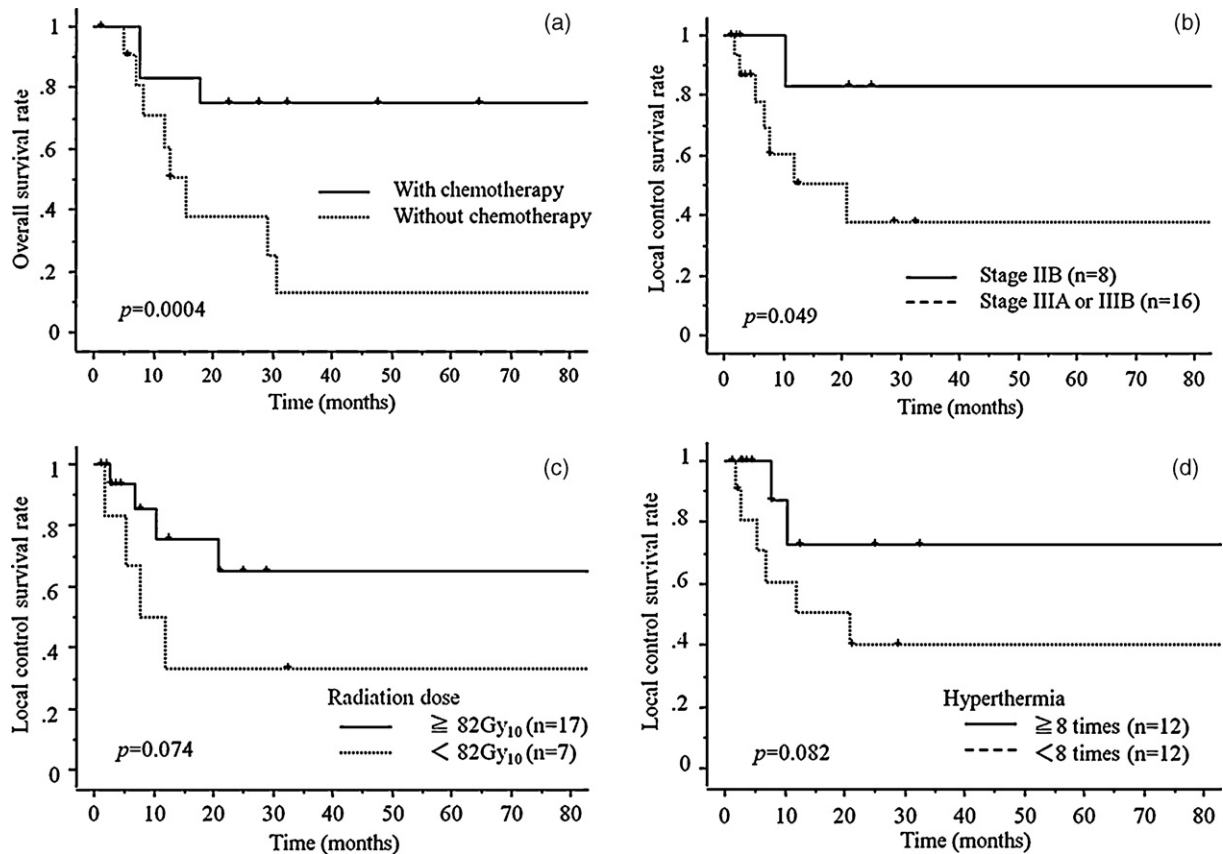 (a)
Overall survival rate
1
.8
.6
.4
.2
0
With chemotherapy
Without chemotherapy
p=0.0004
0 10 20 30 40 50 60 70 80
Time (months)
(b)
Local control survival rate
1
.8
.6
.4
.2
0
Stage IIB (n=8)
Stage IIIA or IIIB (n=16)
p=0.049
0 10 20 30 40 50 60 70 80
Time (months)
(c)
Local control survival rate
1
.8
.6
.4
.2
0
Radiation dose
≧ 82Gy₁₀ (n=17)
< 82Gy₁₀ (n=7)
p=0.074
0 10 20 30 40 50 60 70 80
Time (months)
(d)
Local control survival rate
1
.8
.6
.4
.2
0
Hyperthermia
≧8 times (n=12)
<8 times (n=12)
p=0.082
0 10 20 30 40 50 60 70 80
Time (months)